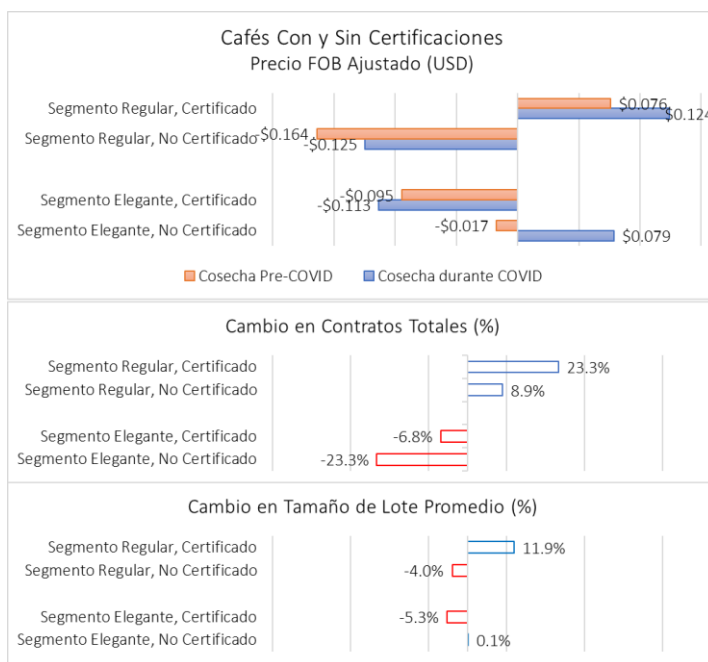 Cafés Con y Sin Certificaciones
Precio FOB Ajustado (USD)
Segmento Regular, Certificado
$0.076
$0.124
Segmento Regular, No Certificado
-$0.164
-$0.125
Segmento Elegante, Certificado
-$0.095
-$0.113
Segmento Elegante, No Certificado
-$0.017
$0.079
Cosecha Pre-COVID
Cosecha durante COVID
Cambio en Contratos Totales (%)
Segmento Regular, Certificado
23.3%
Segmento Regular, No Certificado
8.9%
Segmento Elegante, Certificado
-6.8%
Segmento Elegante, No Certificado
-23.3%
Cambio en Tamaño de Lote Promedio (%)
Segmento Regular, Certificado
11.9%
Segmento Regular, No Certificado
-4.0%
Segmento Elegante, Certificado
-5.3%
Segmento Elegante, No Certificado
0.1%